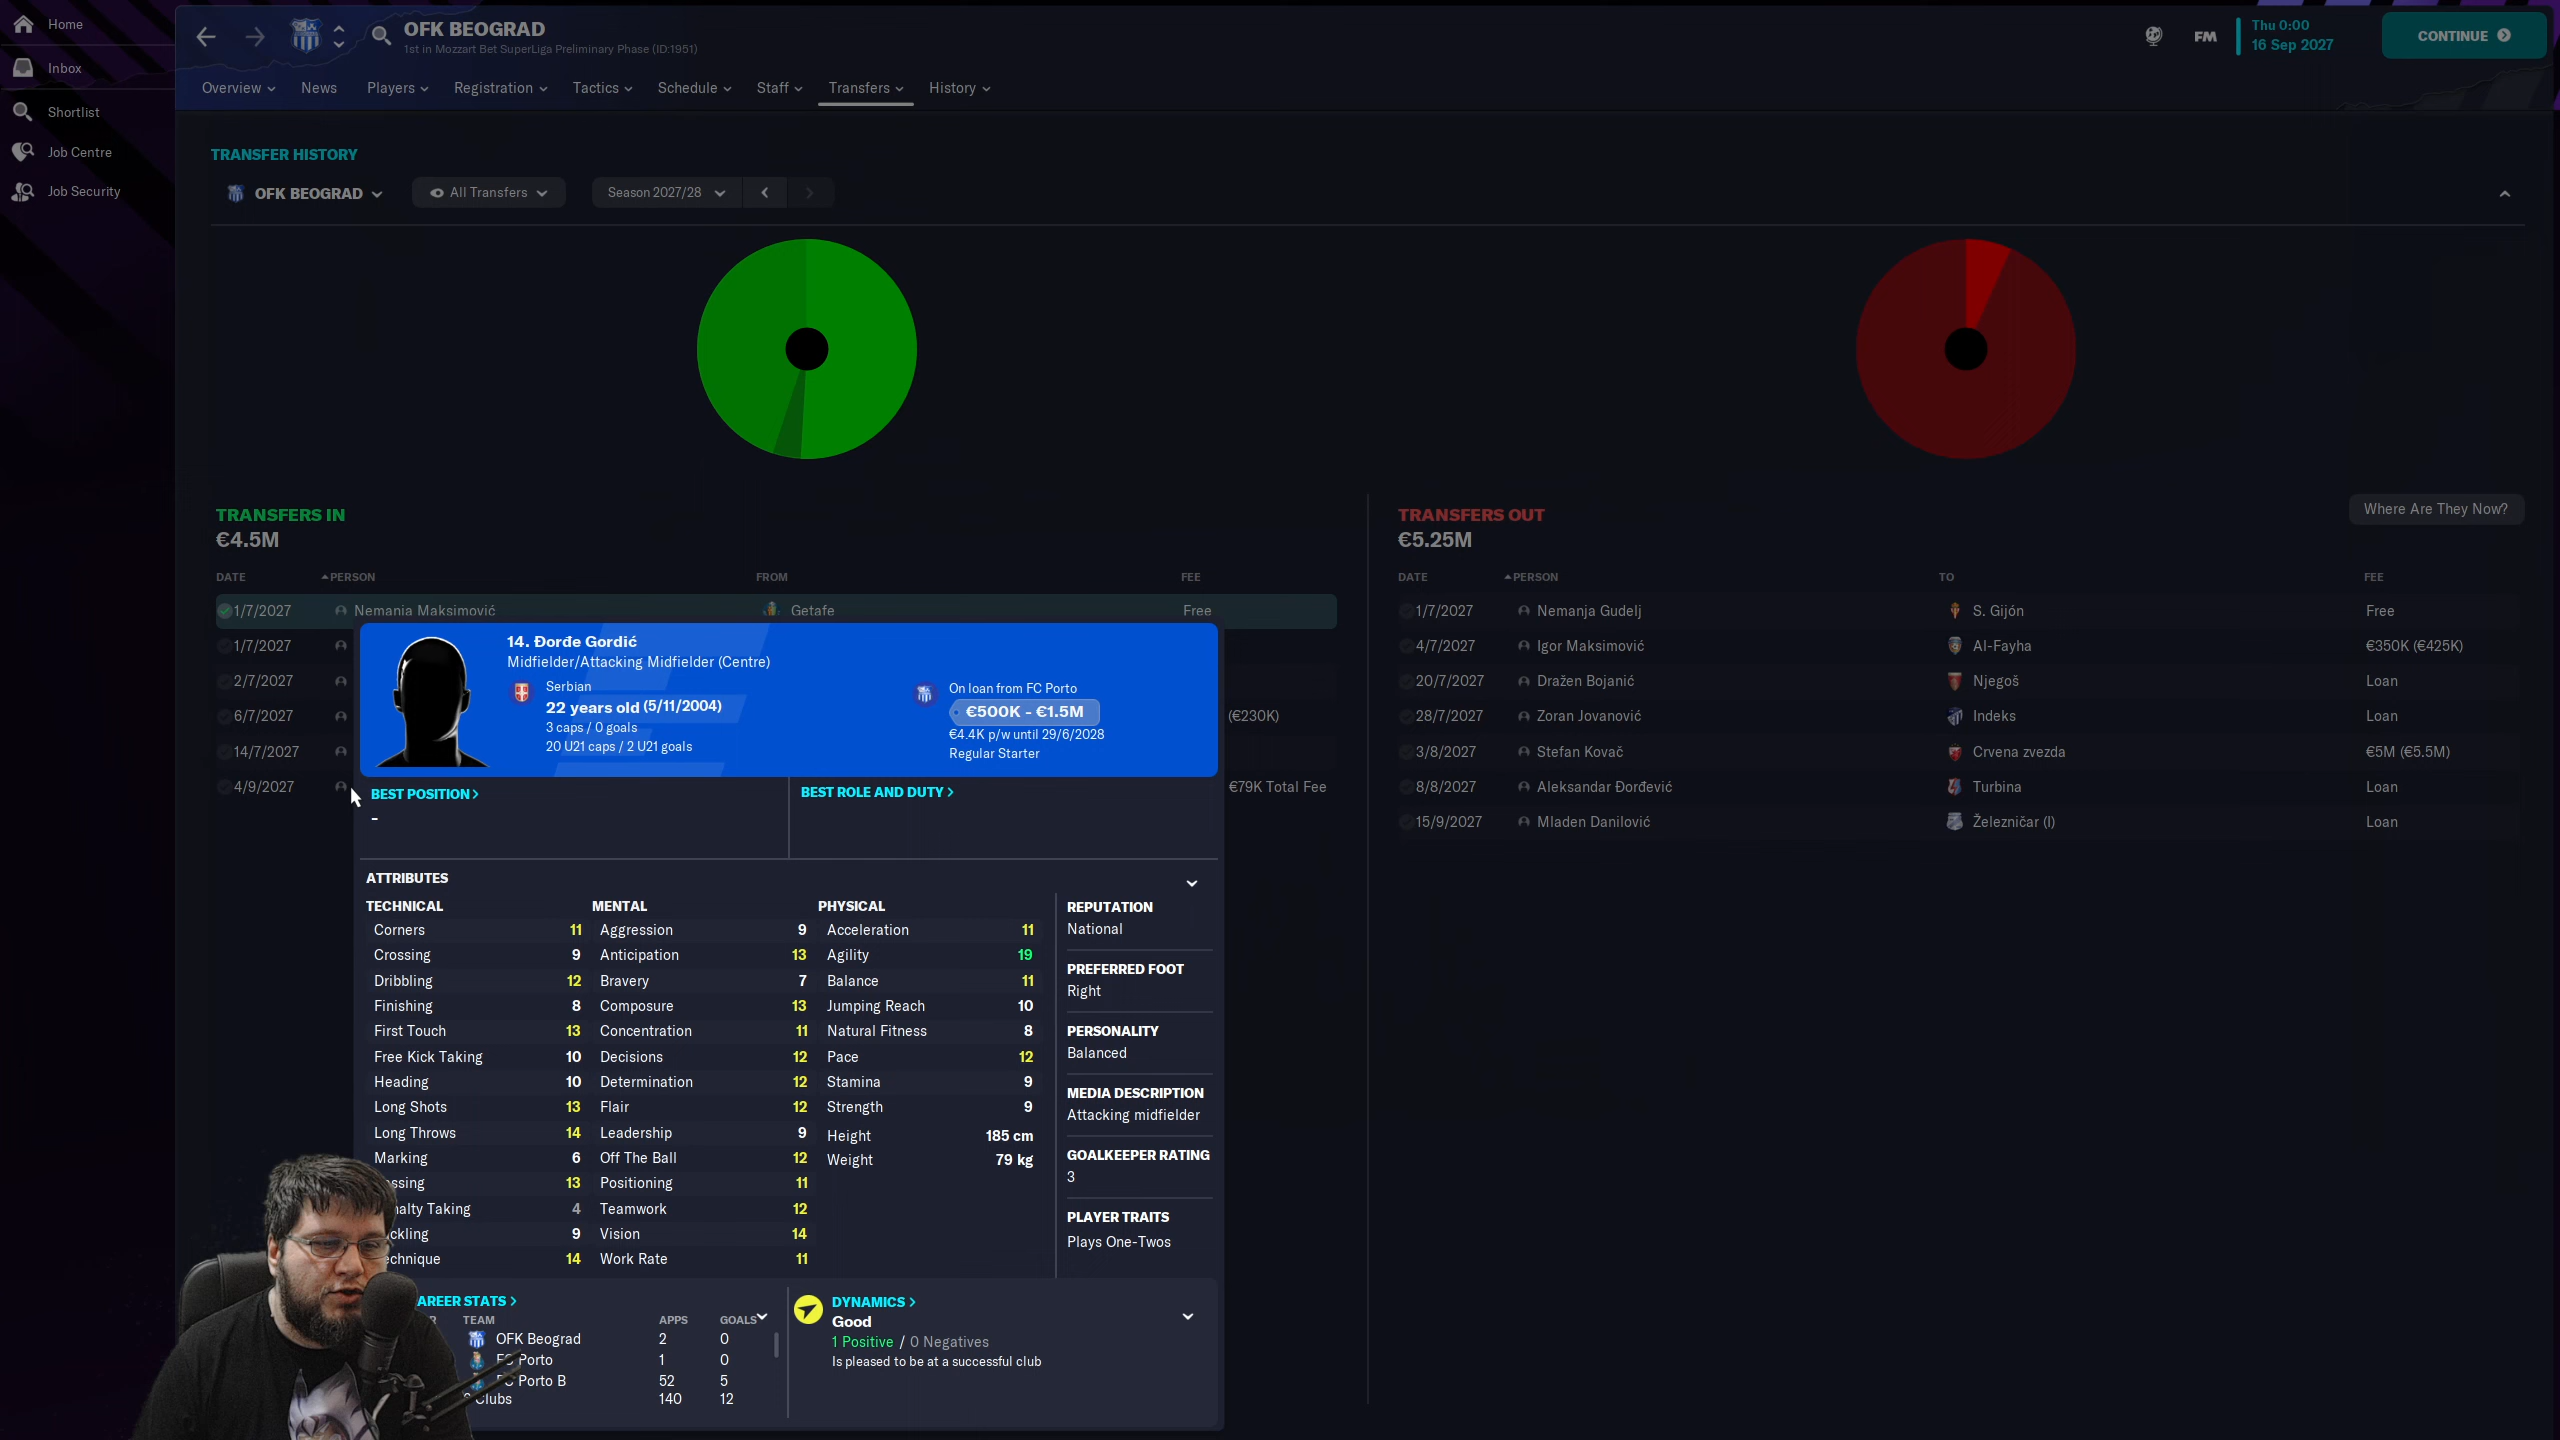 Home
Inbox
Shortlist
Job Centre
Job Security
OFK BEOGRAD
1st in Mozzart Bet SuperLiga Preliminary Phase (ID:1951)
FM
Thu 0:00
16 Sep 2027
CONTINUE
Overview News Players Registration Tactics Schedule Staff Transfers History
TRANSFER HISTORY
OFK BEOGRAD All Transfers Season 2027/28
TRANSFERS IN
€4.5M
DATE PERSON FROM FEE
1/7/2027 Nemanja Maksimović Getafe Free
1/7/2027
2/7/2027
6/7/2027 (€230K)
14/7/2027
4/9/2027 €79K Total Fee
TRANSFERS OUT
€5.25M
Where Are They Now?
DATE PERSON TO FEE
1/7/2027 Nemanja Gudelj S. Gijón Free
4/7/2027 Igor Maksimović Al-Fayha €350K (€425K)
20/7/2027 Dražen Bojanić Njegoš Loan
28/7/2027 Zoran Jovanović Indeks Loan
3/8/2027 Stefan Kovač Crvena zvezda €5M (€5.5M)
8/8/2027 Aleksandar Đorđević Turbina Loan
15/9/2027 Mladen Danilović Železničar (I) Loan
14. Đorđe Gordić
Midfielder/Attacking Midfielder (Centre)
Serbian
22 years old (5/11/2004)
3 caps / 0 goals
20 U21 caps / 2 U21 goals
On loan from FC Porto
€500K - €1.5M
€4.4K p/w until 29/6/2028
Regular Starter
BEST POSITION
-
BEST ROLE AND DUTY
ATTRIBUTES
TECHNICAL MENTAL PHYSICAL
Corners 11 Aggression 9 Acceleration 11
Crossing 9 Anticipation 13 Agility 19
Dribbling 12 Bravery 7 Balance 11
Finishing 8 Composure 13 Jumping Reach 10
First Touch 13 Concentration 11 Natural Fitness 8
Free Kick Taking 10 Decisions 12 Pace 12
Heading 10 Determination 12 Stamina 9
Long Shots 13 Flair 12 Strength 9
Long Throws 14 Leadership 9 Height 185 cm
Marking 6 Off The Ball 12 Weight 79 kg
ssing 13 Positioning 11
nalty Taking 4 Teamwork 12
ckling 9 Vision 14
echnique 14 Work Rate 11
REPUTATION
National
PREFERRED FOOT
Right
PERSONALITY
Balanced
MEDIA DESCRIPTION
Attacking midfielder
GOALKEEPER RATING
3
PLAYER TRAITS
Plays One-Twos
AREER STATS
R TEAM APPS GOALS
OFK Beograd 2 0
FC Porto 1 0
FC Porto B 52 5
Clubs 140 12
DYNAMICS
Good
1 Positive / 0 Negatives
Is pleased to be at a successful club